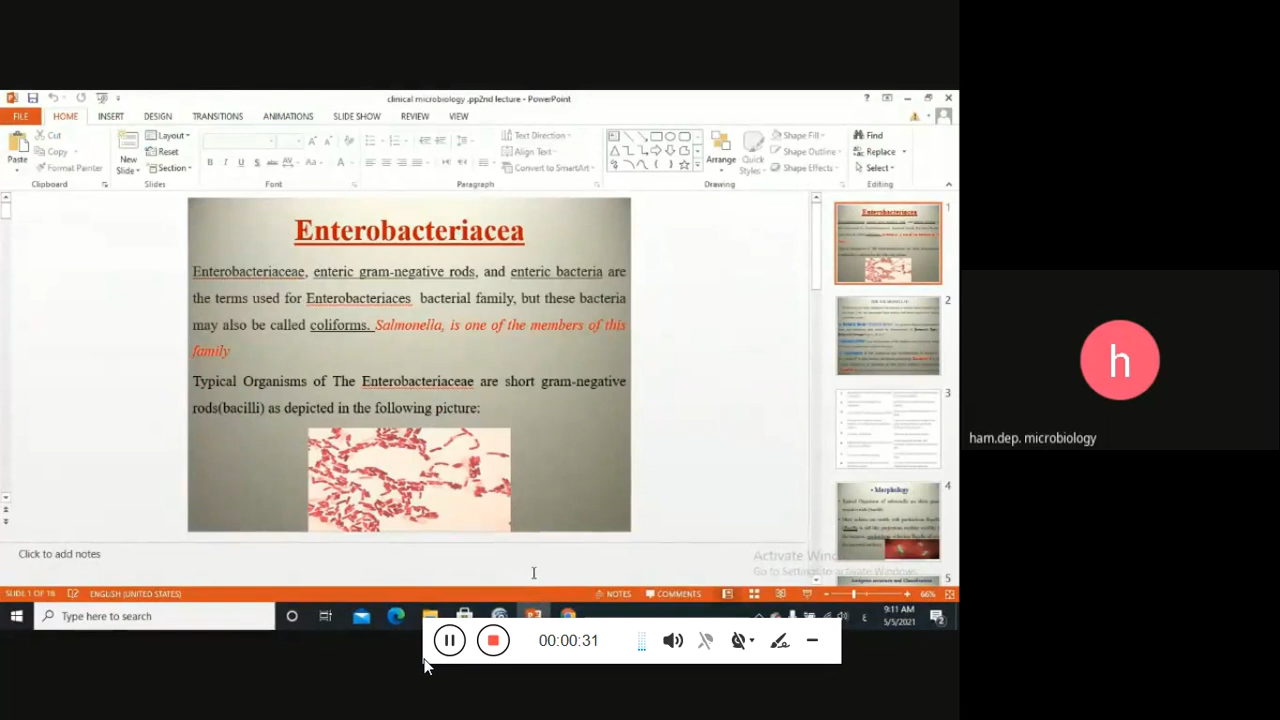 clinical microbiology .pp2nd lecture - PowerPoint
FILE HOME INSERT DESIGN TRANSITIONS ANIMATIONS SLIDE SHOW REVIEW VIEW
Paste
Cut
Copy
Format Painter
Clipboard
New Slide
Layout
Reset
Section
Slides
Font
Text Direction
Align Text
Convert to SmartArt
Paragraph
Arrange
Quick Styles
Shape Fill
Shape Outline
Shape Effects
Drawing
Find
Replace
Select
Editing
Enterobacteriacea
Enterobacteriaceae, enteric gram-negative rods, and enteric bacteria are
the terms used for Enterobacteriaces bacterial family, but these bacteria
may also be called coliforms. Salmonella, is one of the members of this
family
Typical Organisms of The Enterobacteriaceae are short gram-negative
rods(bacilli) as depicted in the following picture:
1
Enterobacteriacea
2
3
4
Morphology
5
h
ham.dep. microbiology
Click to add notes
Activate Windows
Go to Settings to activate Windows.
SLIDE 1 OF 18 ENGLISH (UNITED STATES) NOTES COMMENTS 66%
Type here to search
9:11 AM
5/5/2021
2
00:00:31